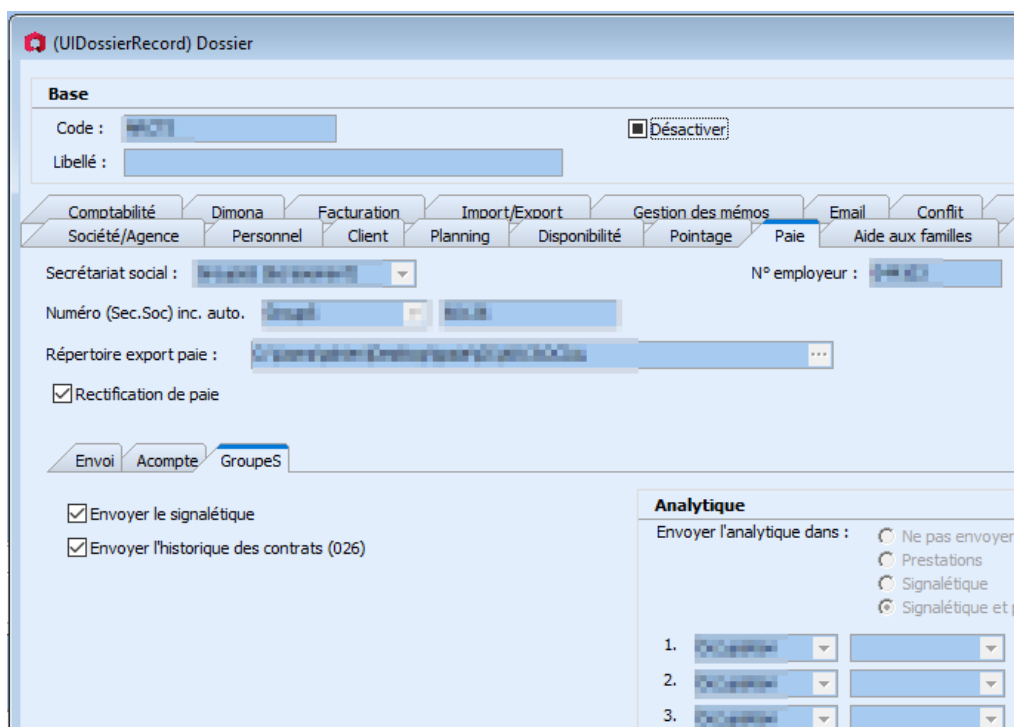 (UIDossierRecord) Dossier
Base
Code :
Désactiver
Libellé :
Comptabilité Dimona Facturation Import/Export Gestion des mémos Email Conflit
Société/Agence Personnel Client Planning Disponibilité Pointage Paie Aide aux familles
Secrétariat social : N° employeur :
Numéro (Sec.Soc) inc. auto.
Répertoire export paie : ...
Rectification de paie
Envoi Acompte GroupeS
Envoyer le signalétique
Envoyer l'historique des contrats (026)
Analytique
Envoyer l'analytique dans :
Ne pas envoyer
Prestations
Signalétique
Signalétique et
1.
2.
3.